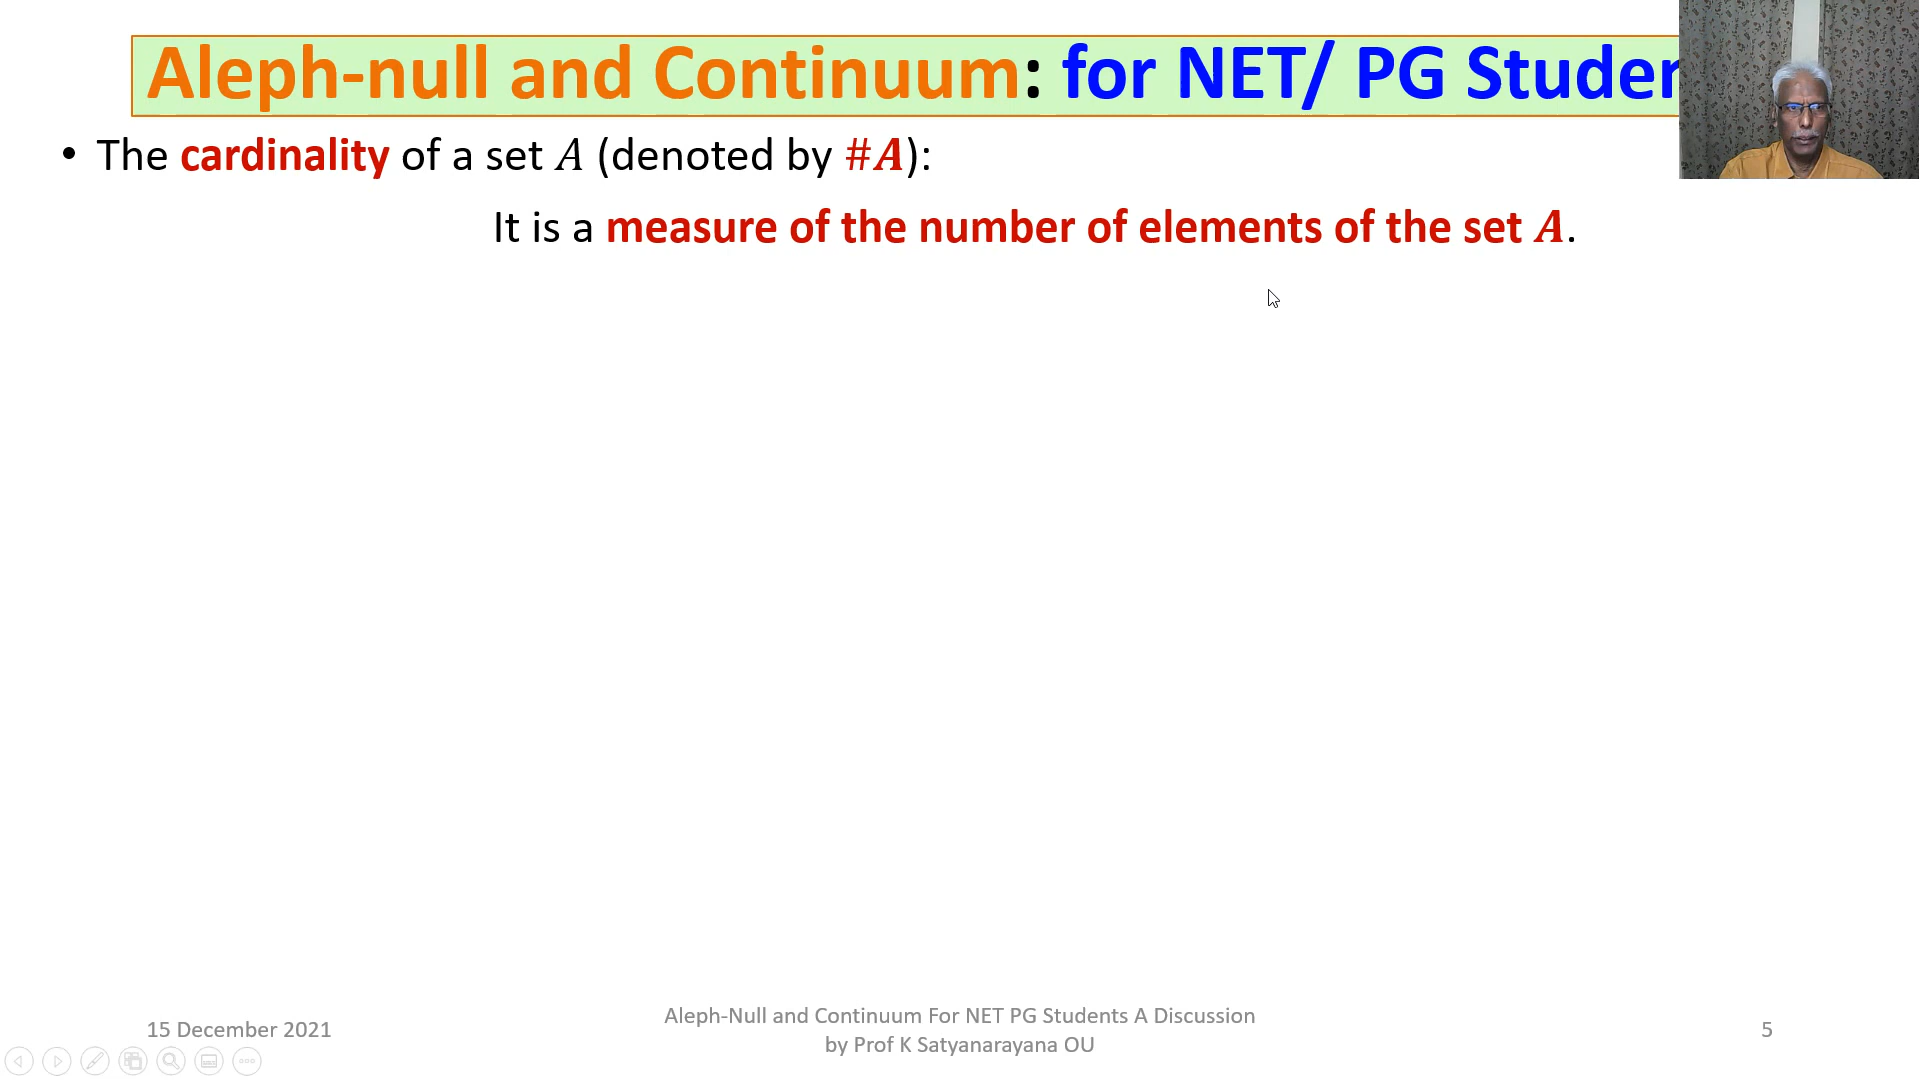 Aleph-null and Continuum: for NET/ PG Studen
• The cardinality of a set A (denoted by #A):
It is a measure of the number of elements of the set A.
15 December 2021
Aleph-Null and Continuum For NET PG Students A Discussion
by Prof K Satyanarayana OU
5